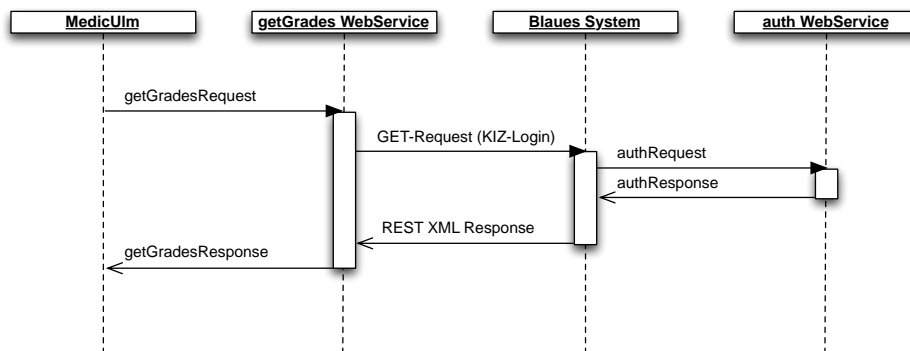 MedicUlm
getGrades WebService
Blaues System
auth WebService
getGradesRequest
GET-Request (KIZ-Login)
authRequest
authResponse
REST XML Response
getGradesResponse